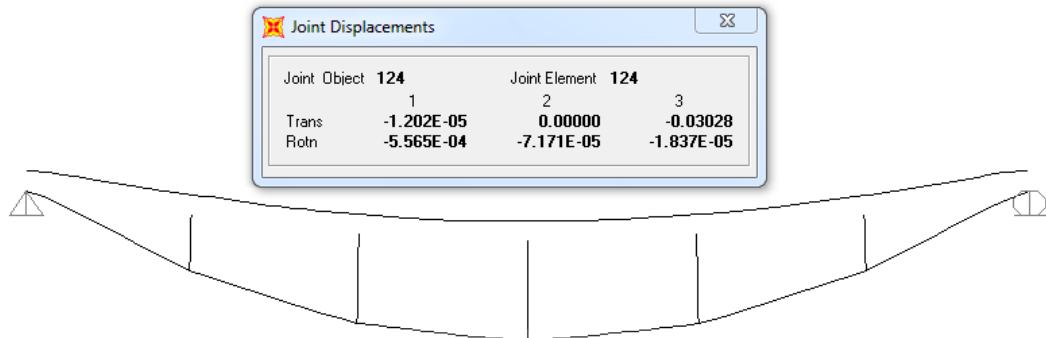 Joint Displacements
Joint Object 124 Joint Element 124
1 2 3
Trans -1.202E-05 0.00000 -0.03028
Rotn -5.565E-04 -7.171E-05 -1.837E-05